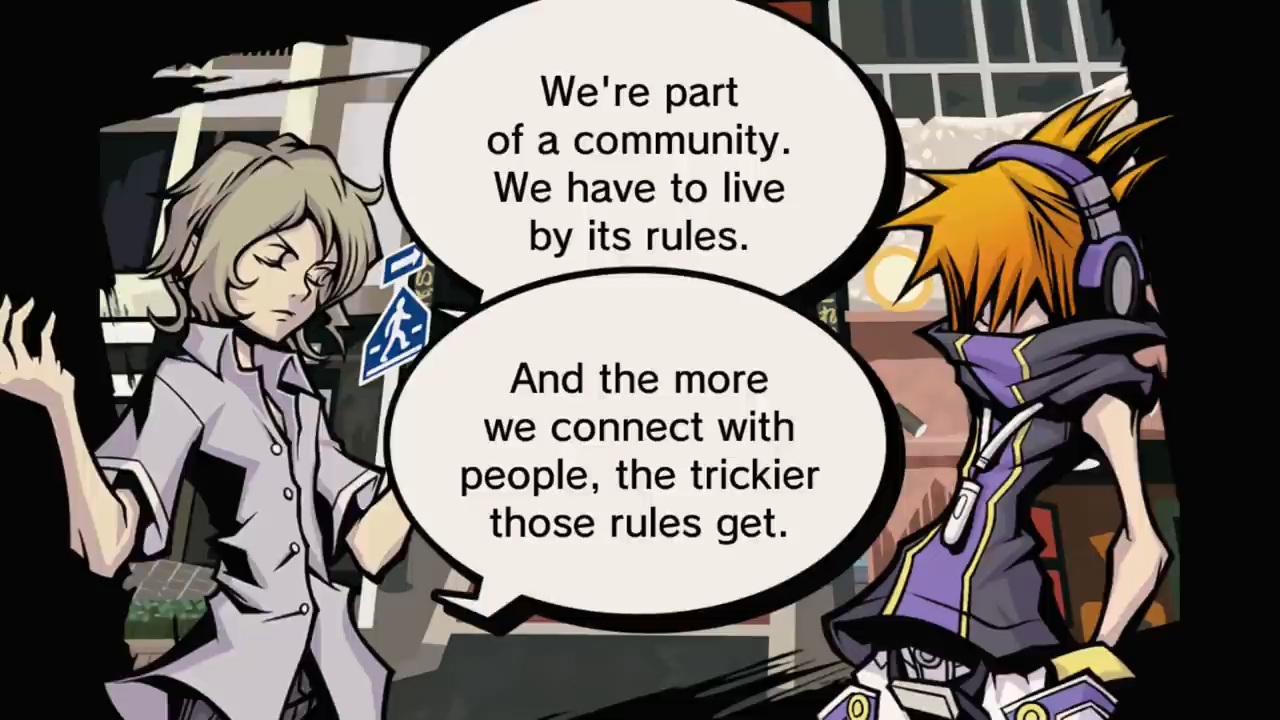 We're part
of a community.
We have to live
by its rules.
And the more
we connect with
people, the trickier
those rules get.